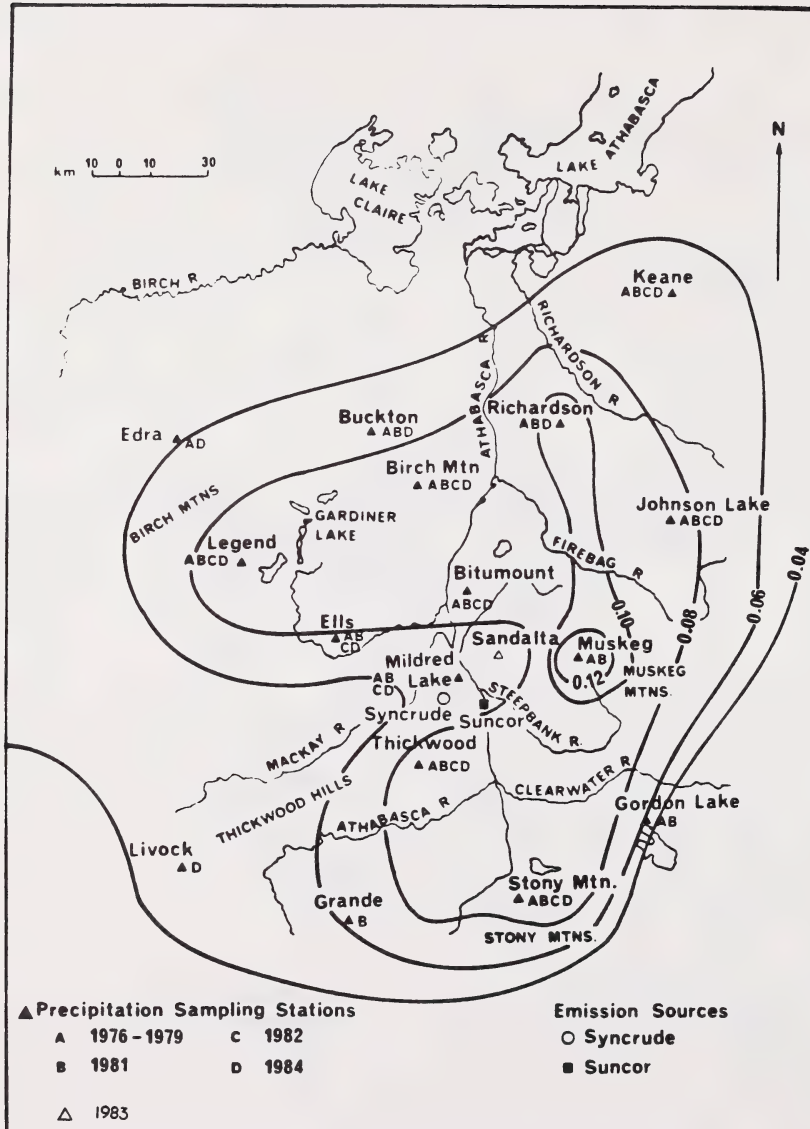 N
LAKE ATHABASCA
10 0 10 30
km
LAKE CLAIRE
BIRCH R
Keane
ABCD
RICHARDSON R
ATHABASCA R
Richardson
ABD
Buckton
ABD
Edra
AD
Birch Mtn
ABCD
BIRCH MTNS
GARDINER LAKE
Johnson Lake
ABCD
Legend
ABCD
FIREBAG R
Bitumount
ABCD
0.10
0.08
0.06
0.04
Ells
AB
CD
Sandalta
Muskeg
AB
0.12
MUSKEG MTNS.
Mildred Lake
AB
CD
Syncrude
Suncor
STEEPBANK R.
MACKAY R
Thickwood
ABCD
THICKWOOD HILLS
CLEARWATER R
ATHABASCA R
Gordon Lake
AB
Livock
D
Stony Mtn.
ABCD
Grande
B
STONY MTNS.
Precipitation Sampling Stations
A 1976-1979 C 1982
B 1981 D 1984
1983
Emission Sources
Syncrude
Suncor